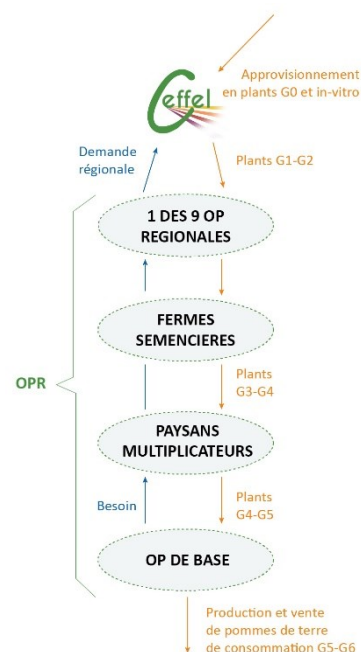 Approvisionnement
en plants G0 et in-vitro
Ceffel
Demande
régionale
Plants G1-G2
1 DES 9 OP
REGIONALES
FERMES
SEMENCIERES
OPR
Plants
G3-G4
PAYSANS
MULTIPLICATEURS
Besoin
Plants
G4-G5
OP DE BASE
Production et vente
de pommes de terre
de consommation G5-G6